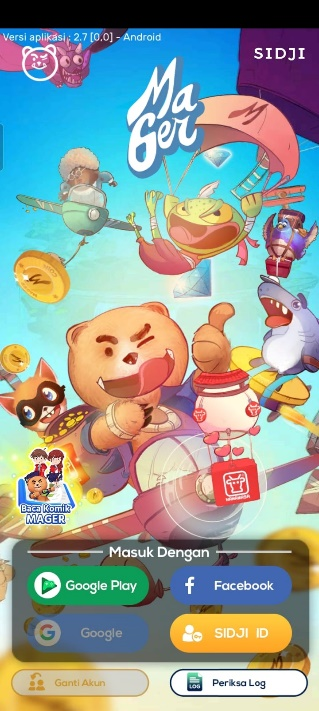 Versi aplikasi : 2.7 [0,0] - Android
SIDJI
Ma
Ger
Baca Komik
MAGER
Masuk Dengan
Google Play
Facebook
Google
SIDJI ID
Ganti Akun
LOG
Periksa Log